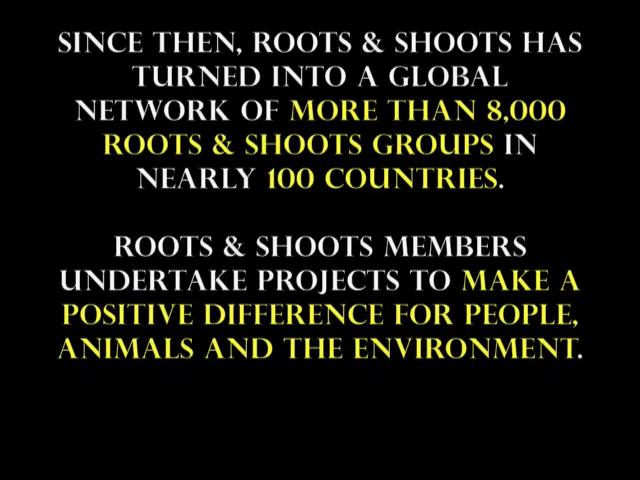 SINCE THEN, ROOTS & SHOOTS HAS
TURNED INTO A GLOBAL
NETWORK OF MORE THAN 8,000
ROOTS & SHOOTS GROUPS IN
NEARLY 100 COUNTRIES.
ROOTS & SHOOTS MEMBERS
UNDERTAKE PROJECTS TO MAKE A
POSITIVE DIFFERENCE FOR PEOPLE,
ANIMALS AND THE ENVIRONMENT.